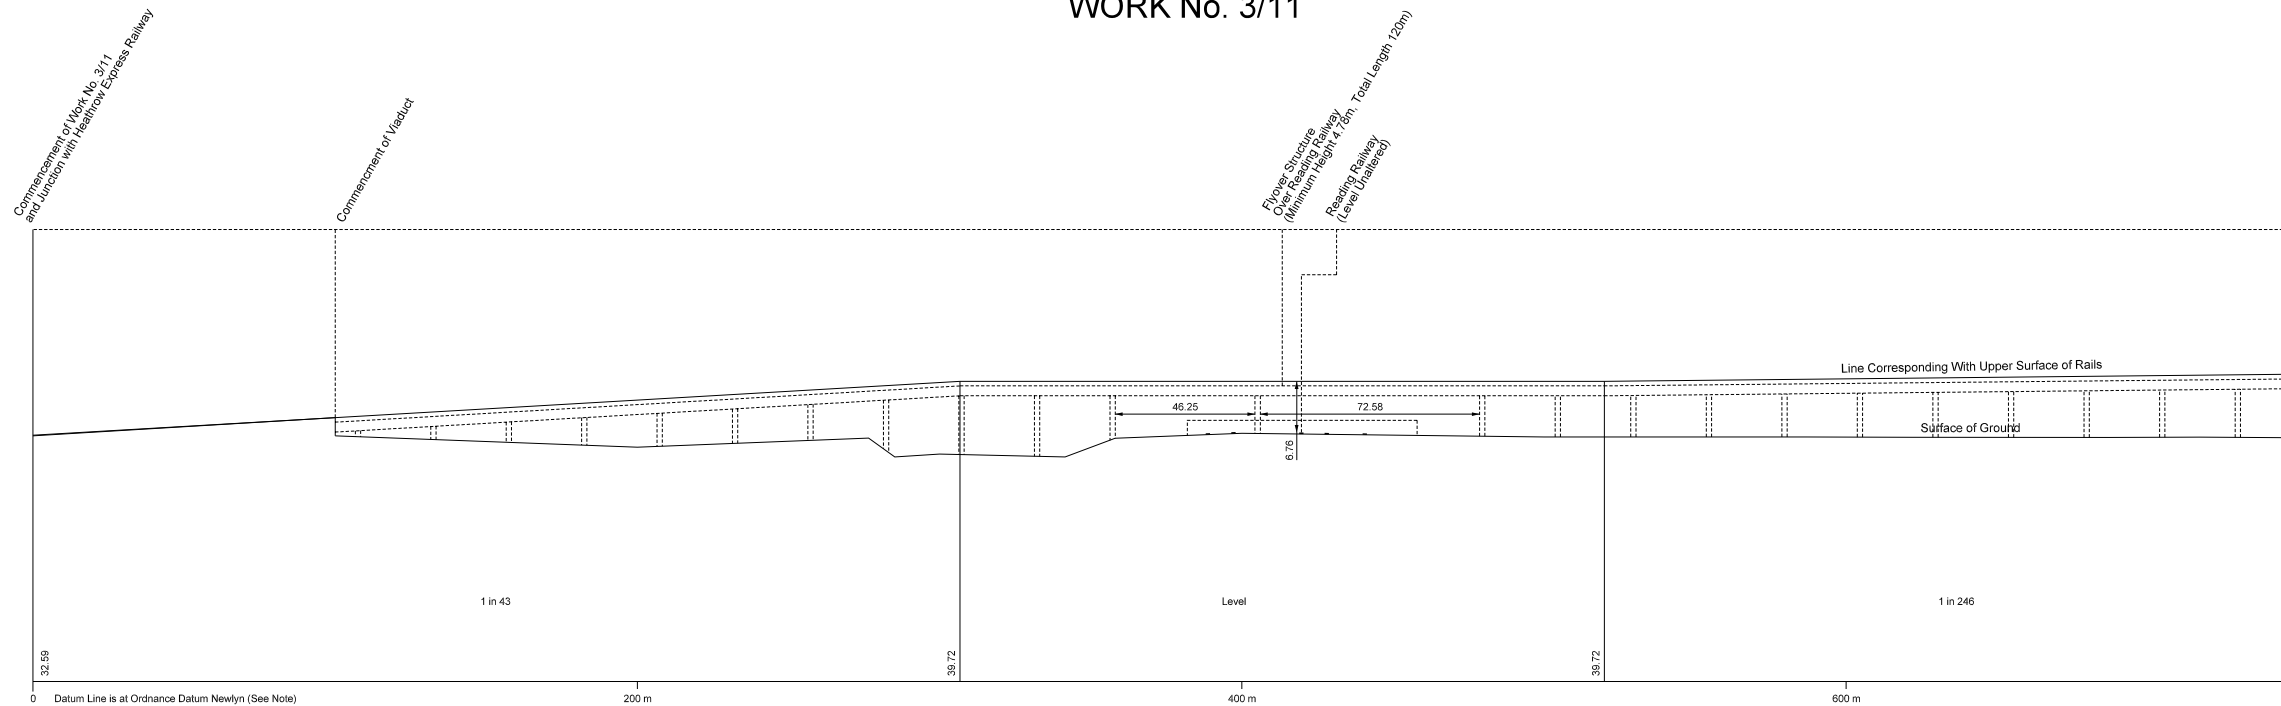 WORK No. 3/11
Commencement of Work No. 3/11
and Junction with Heathrow Express Railway
Commencment of Viaduct
Flyover Structure
Over Reading Railway
(Minimum Height 4.78m, Total Length 120m)
Reading Railway
(Level Unaltered)
Line Corresponding With Upper Surface of Rails
46.25
72.58
Surface of Ground
6.76
1 in 43
Level
1 in 246
32.59
39.72
39.72
0
Datum Line is at Ordnance Datum Newlyn (See Note)
200 m
400 m
600 m